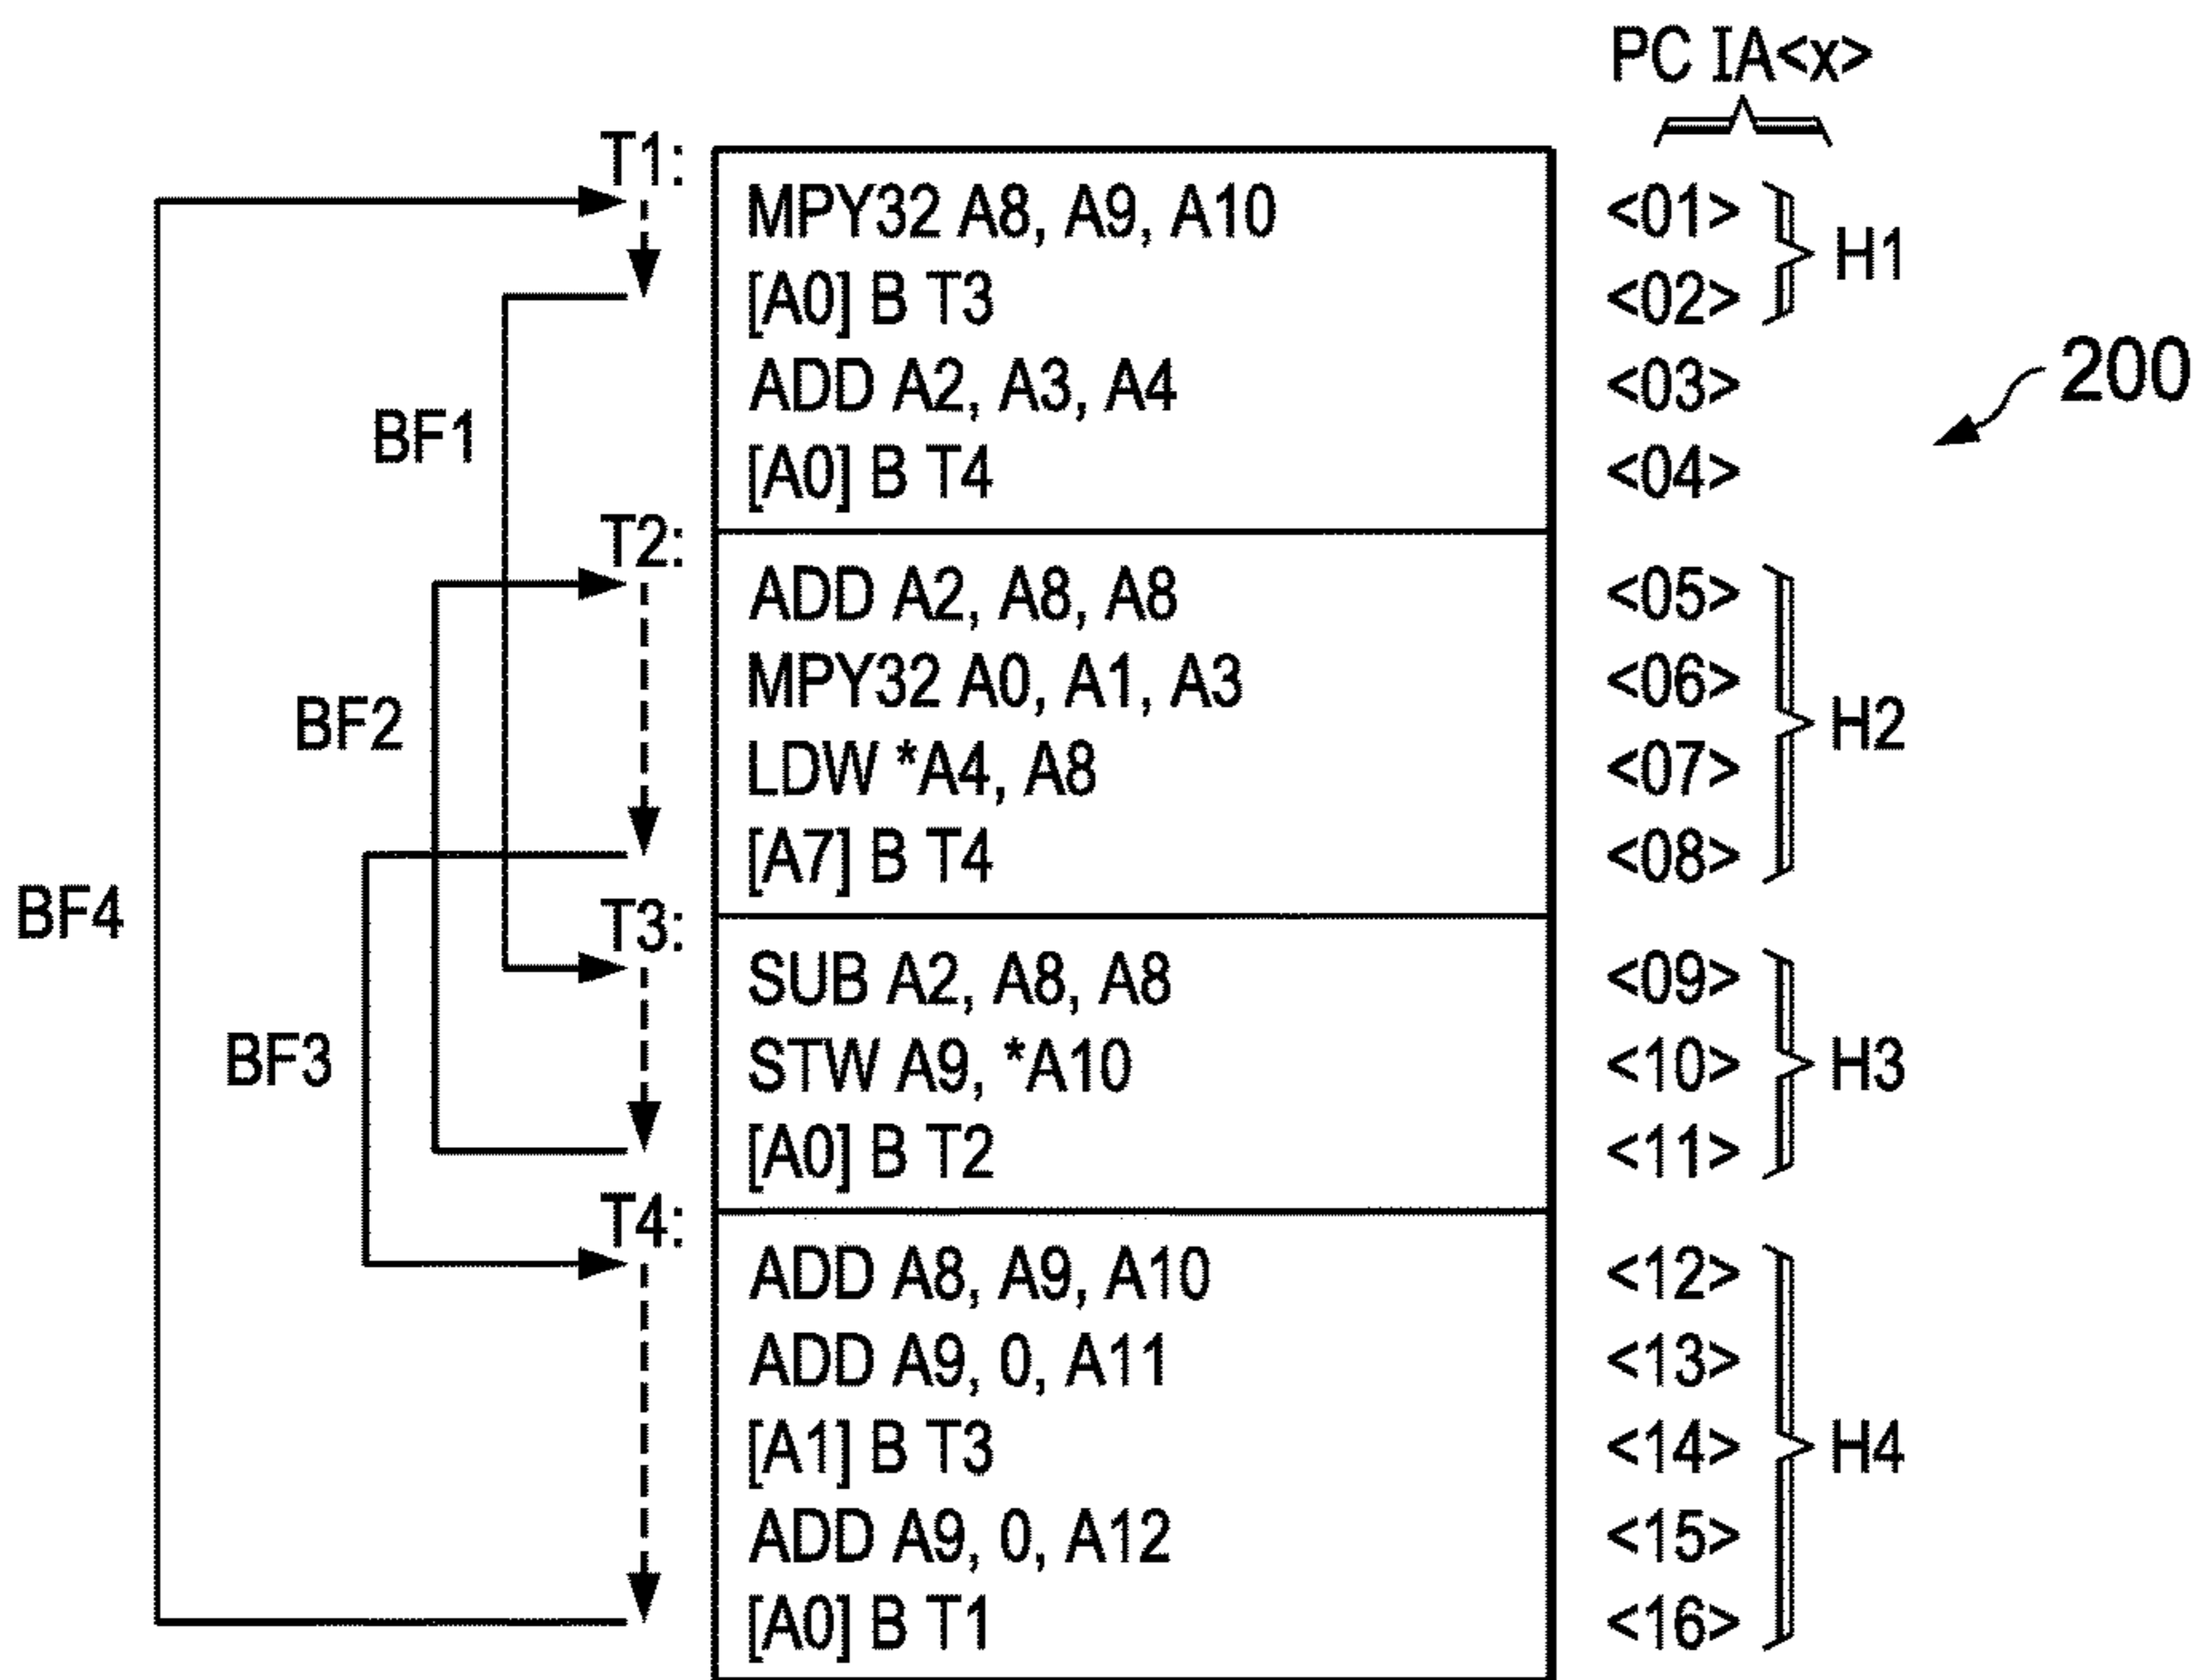 PC IA<x>
T1:
MPY32 A8, A9, A10 <01>
[A0] B T3 <02>
H1
ADD A2, A3, A4 <03>
200
[A0] B T4 <04>
BF1
T2:
ADD A2, A8, A8 <05>
MPY32 A0, A1, A3 <06>
BF2
H2
LDW *A4, A8 <07>
[A7] B T4 <08>
BF4
T3:
SUB A2, A8, A8 <09>
BF3
STW A9, *A10 <10> H3
[A0] B T2 <11>
T4:
ADD A8, A9, A10 <12>
ADD A9, 0, A11 <13>
[A1] B T3 <14> H4
ADD A9, 0, A12 <15>
[A0] B T1 <16>